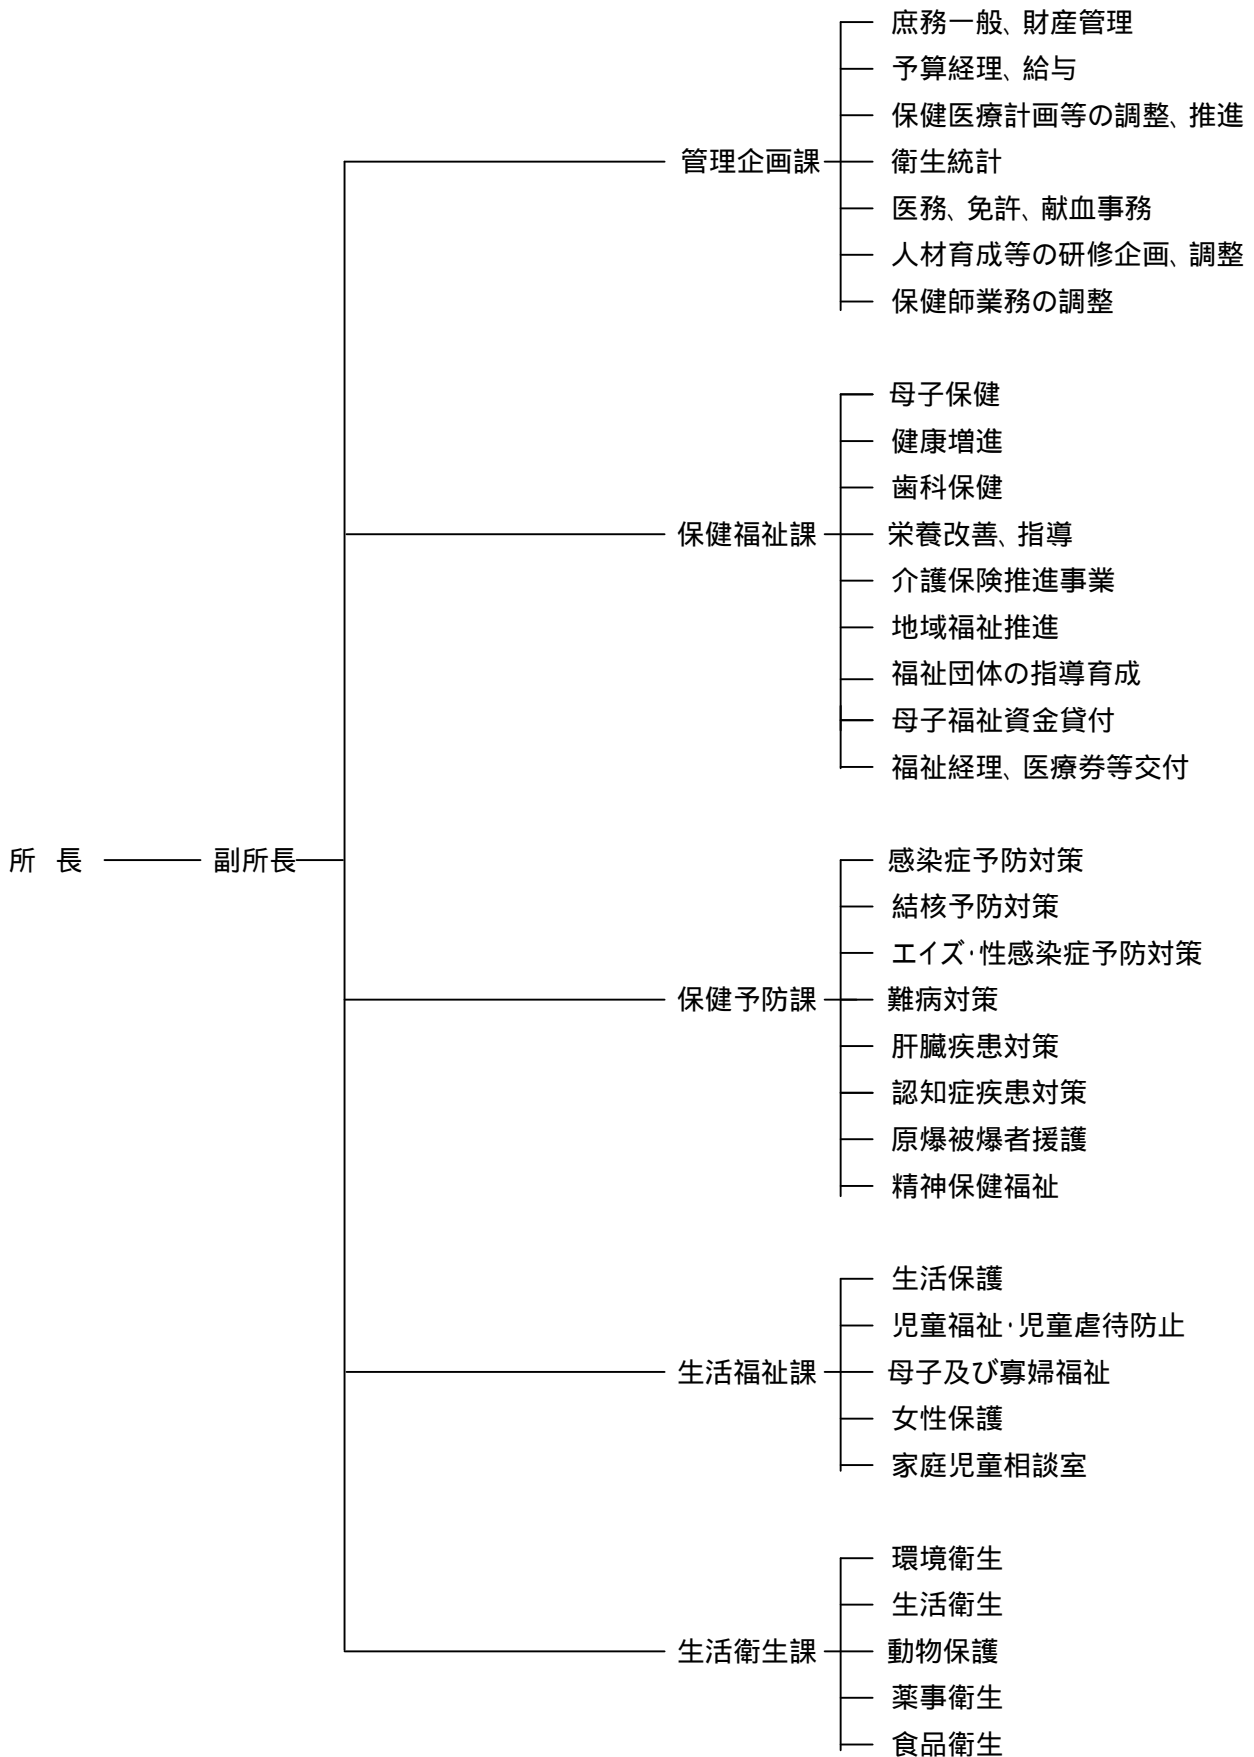 所 長
副所長
管理企画課
庶務一般、財産管理
予算経理、給与
保健医療計画等の調整、推進
衛生統計
医務、免許、献血事務
人材育成等の研修企画、調整
保健師業務の調整
保健福祉課
母子保健
健康増進
歯科保健
栄養改善、指導
介護保険推進事業
地域福祉推進
福祉団体の指導育成
母子福祉資金貸付
福祉経理、医療券等交付
保健予防課
感染症予防対策
結核予防対策
エイズ･性感染症予防対策
難病対策
肝臓疾患対策
認知症疾患対策
原爆被爆者援護
精神保健福祉
生活福祉課
生活保護
児童福祉･児童虐待防止
母子及び寡婦福祉
女性保護
家庭児童相談室
生活衛生課
環境衛生
生活衛生
動物保護
薬事衛生
食品衛生